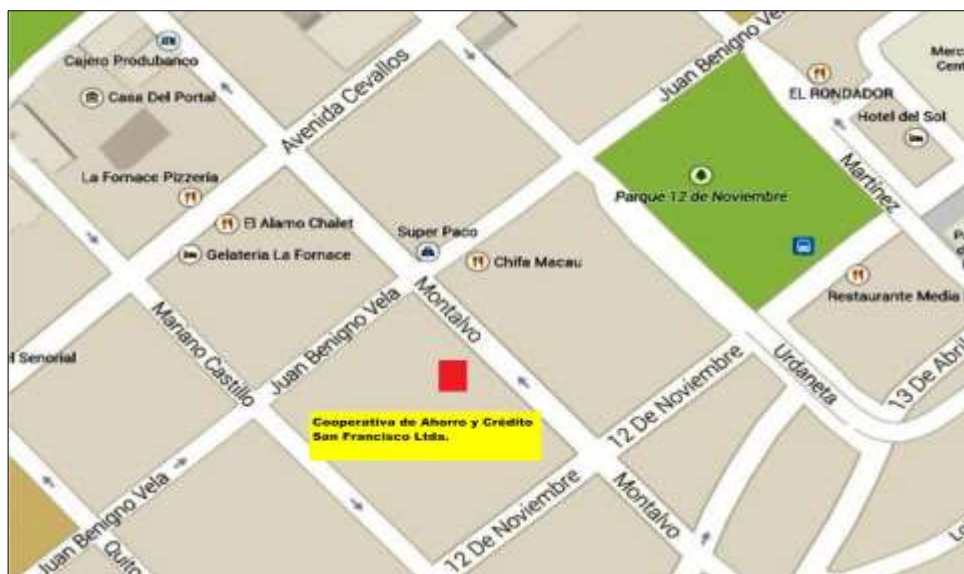 Cajero Produbanco
Casa Del Portal
Avenida Cevallos
Juan Benigno Vela
EL RONDADOR
Hotel del Sol
Martínez
La Fornace Pizzería
Parque 12 de Noviembre
El Alamo Chalet
Super Paco
Gelateria La Fornace
Chifa Macau
Restaurante Media
Mariano Castillo
Juan Benigno Vela
Montalvo
Urdaneta
13 De Abril
12 De Noviembre
Cooperativa de Ahorro y Crédito
San Francisco Ltda.
Juan Benigno Vela
Quito
12 De Noviembre
Montalvo